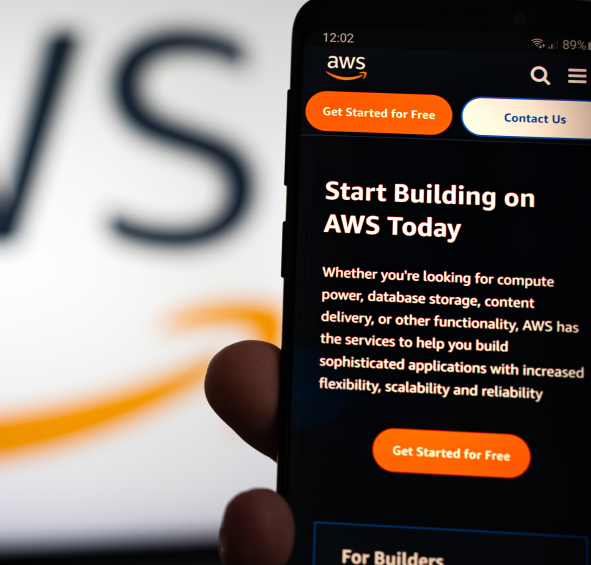 WS
12:02
89%
aws
Get Started for Free
Contact Us
Start Building on
AWS Today
Whether you're looking for compute
power, database storage, content
delivery, or other functionality, AWS has
the services to help you build
sophisticated applications with increased
flexibility, scalability and reliability
Get Started for Free
For Builders